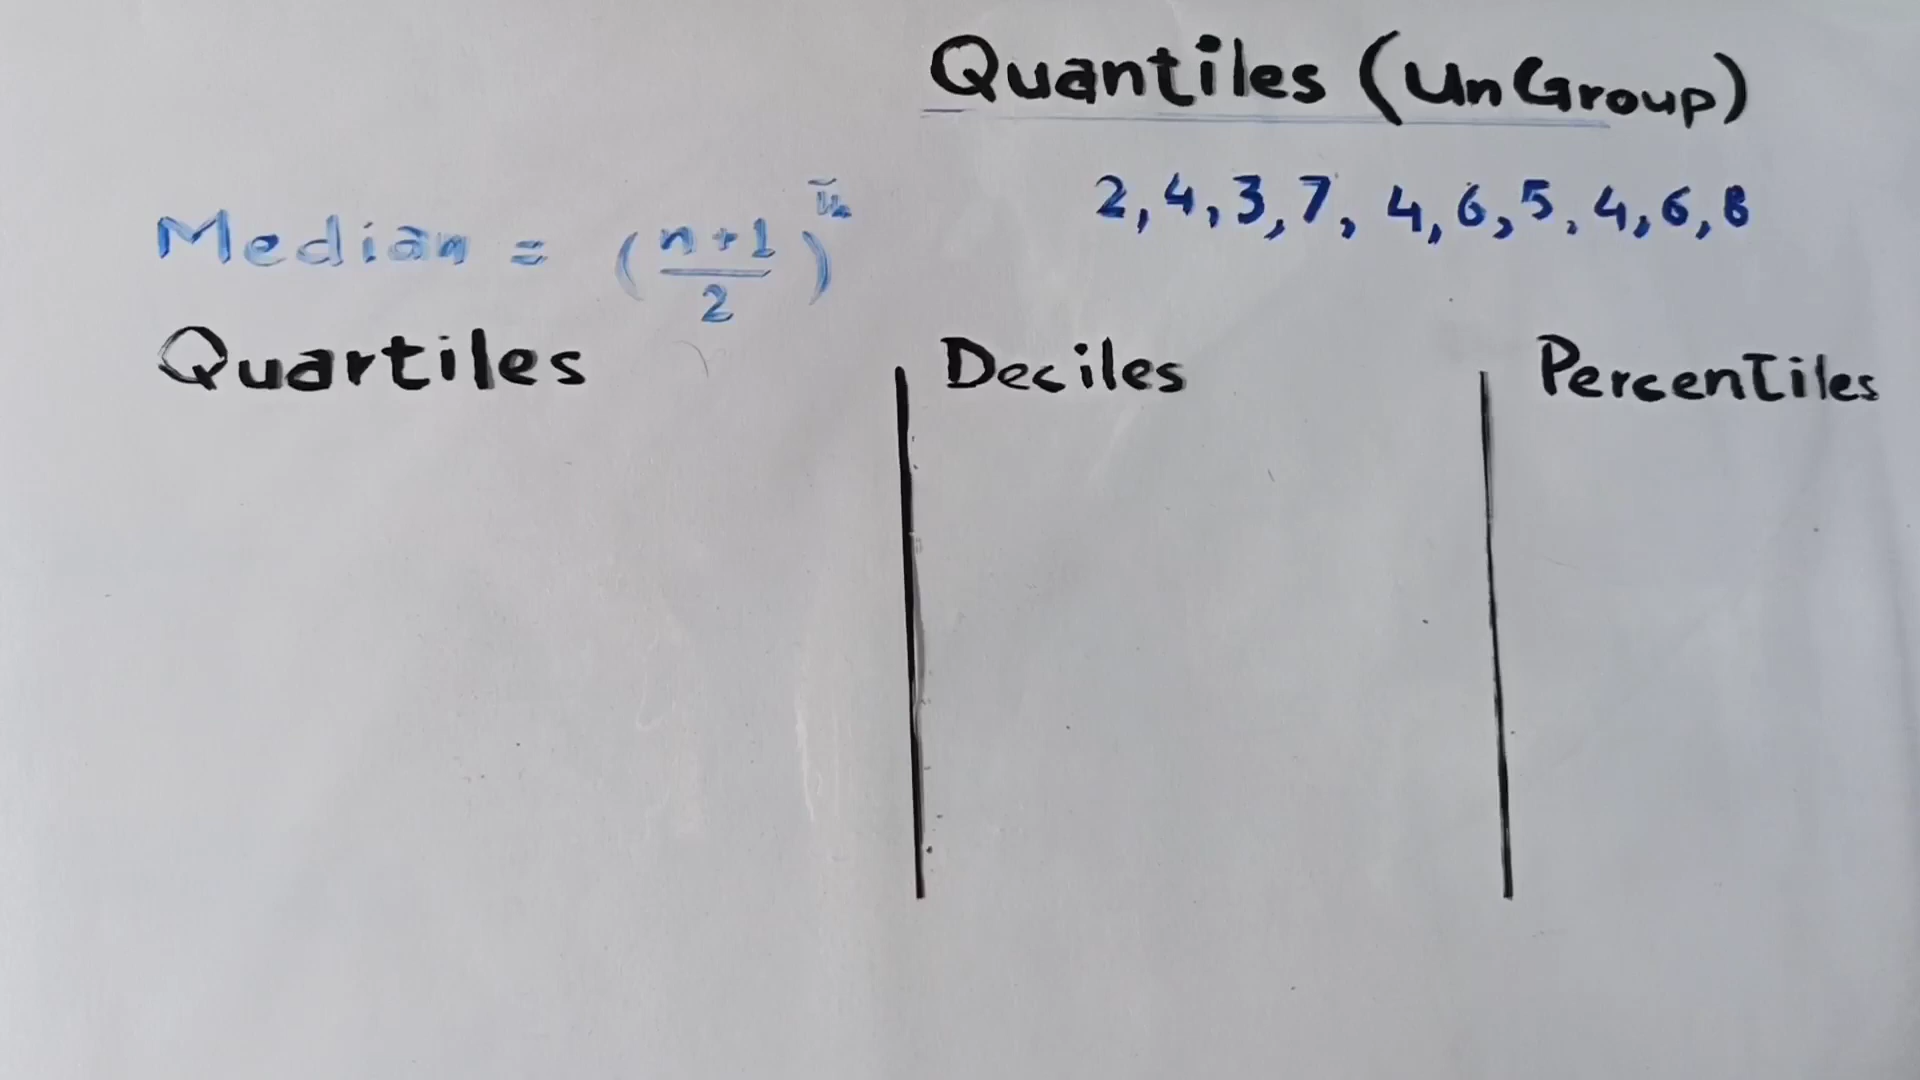 Quantiles (UnGroup)
2, 4, 3, 7, 4, 6, 5, 4, 6, 8
Median = (n+1/2)th
Quartiles
Deciles
Percentiles